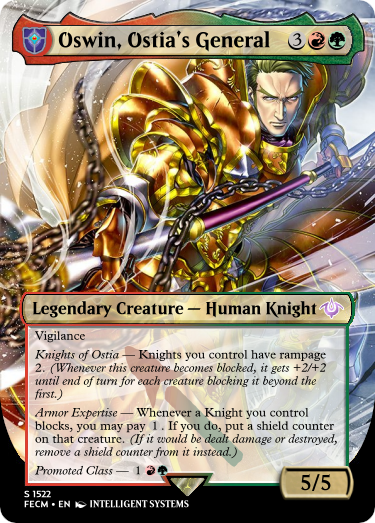 Oswin, Ostia's General 3
Legendary Creature — Human Knight
Vigilance
Knights of Ostia — Knights you control have rampage
2. (Whenever this creature becomes blocked, it gets +2/+2
until end of turn for each creature blocking it beyond the
first.)
Armor Expertise — Whenever a Knight you control
blocks, you may pay 1 . If you do, put a shield counter
on that creature. (If it would be dealt damage or destroyed,
remove a shield counter from it instead.)
Promoted Class — 1
5/5
S 1522
FECM • EN INTELLIGENT SYSTEMS